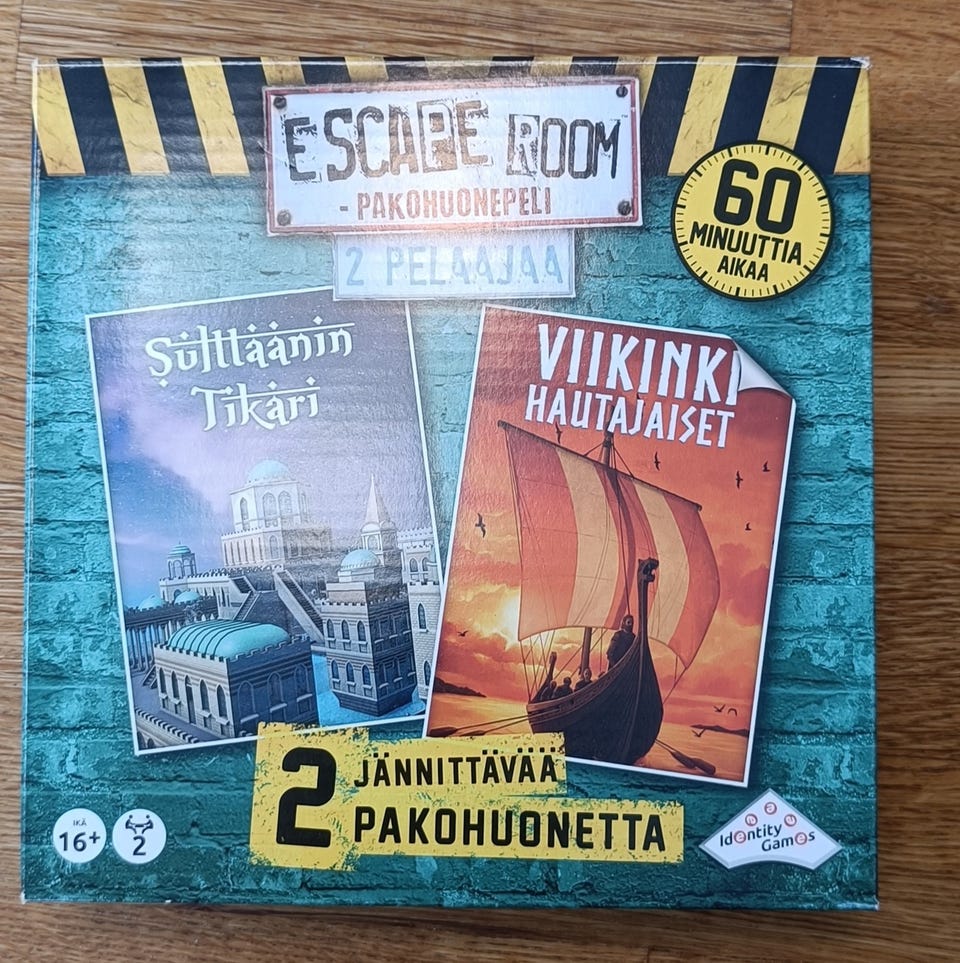 ESCAPE ROOM™
- PAKOHUONEPELI
2 PELAAJAA
60
MINUUTTIA
AIKAA
Sulttaanin
Tikari
VIIKINKI
HAUTAJAISET
2 JÄNNITTÄVÄÄ
PAKOHUONETTA
IKÄ
16+
2
Identity
Games